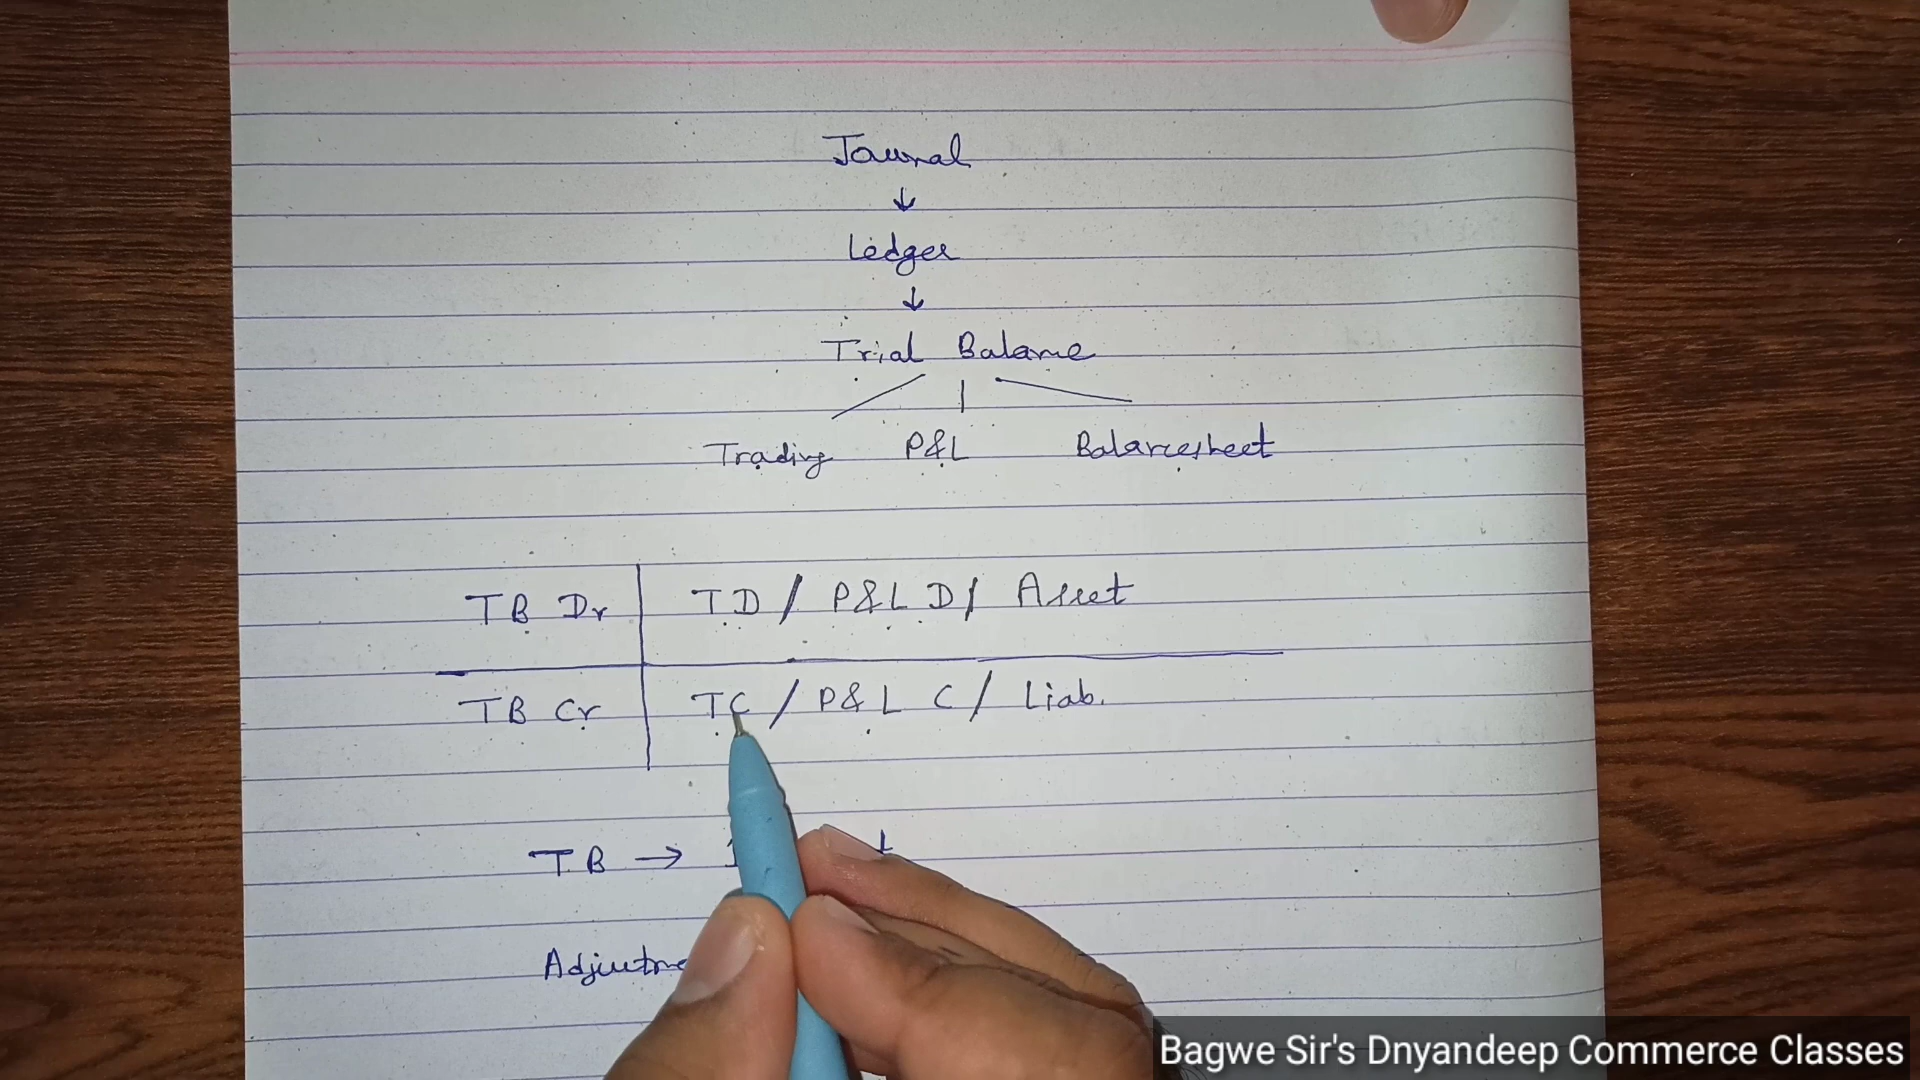 Journal
↓
Ledger
↓
Trial Balance
Trading P&L Balancesheet
TB Dr TD / P&L D/ Asset
TB Cr TC / P&L C / Liab.
TB →
Bagwe Sir's Dnyandeep Commerce Classes